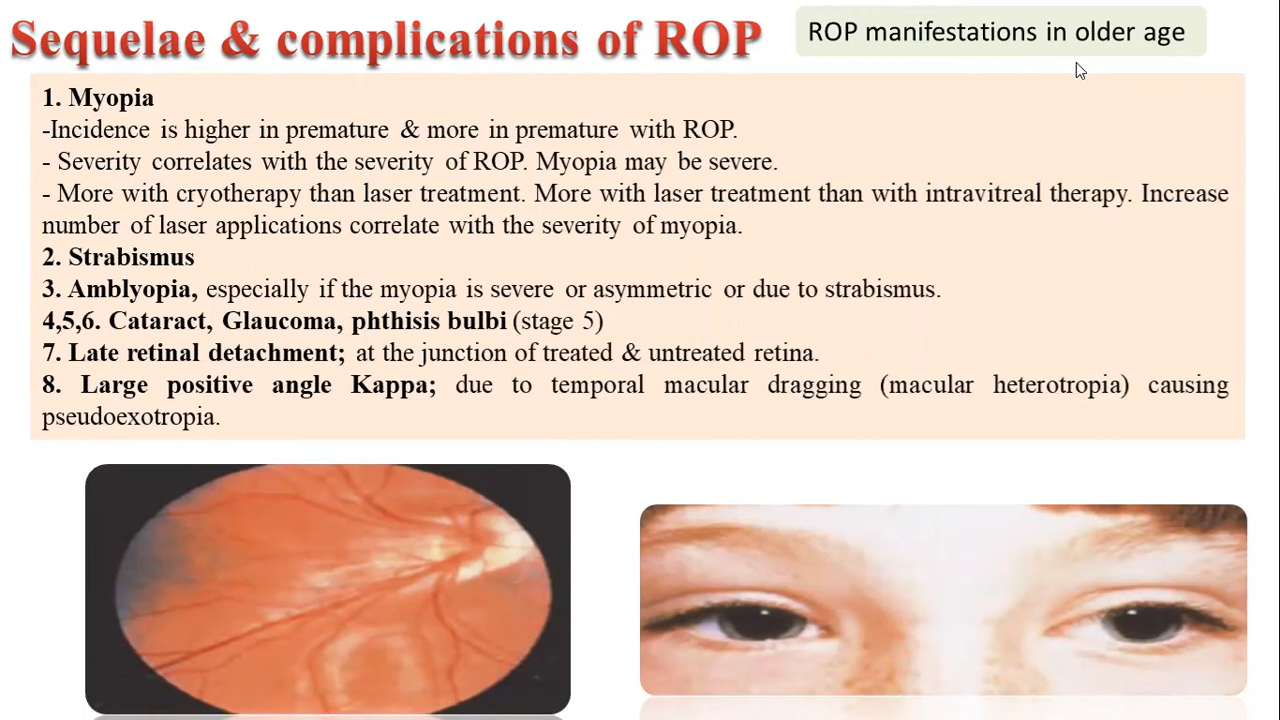 Sequelae & complications of ROP
ROP manifestations in older age
1. Myopia
-Incidence is higher in premature & more in premature with ROP.
- Severity correlates with the severity of ROP. Myopia may be severe.
- More with cryotherapy than laser treatment. More with laser treatment than with intravitreal therapy. Increase
number of laser applications correlate with the severity of myopia.
2. Strabismus
3. Amblyopia, especially if the myopia is severe or asymmetric or due to strabismus.
4,5,6. Cataract, Glaucoma, phthisis bulbi (stage 5)
7. Late retinal detachment; at the junction of treated & untreated retina.
8. Large positive angle Kappa; due to temporal macular dragging (macular heterotropia) causing
pseudoexotropia.